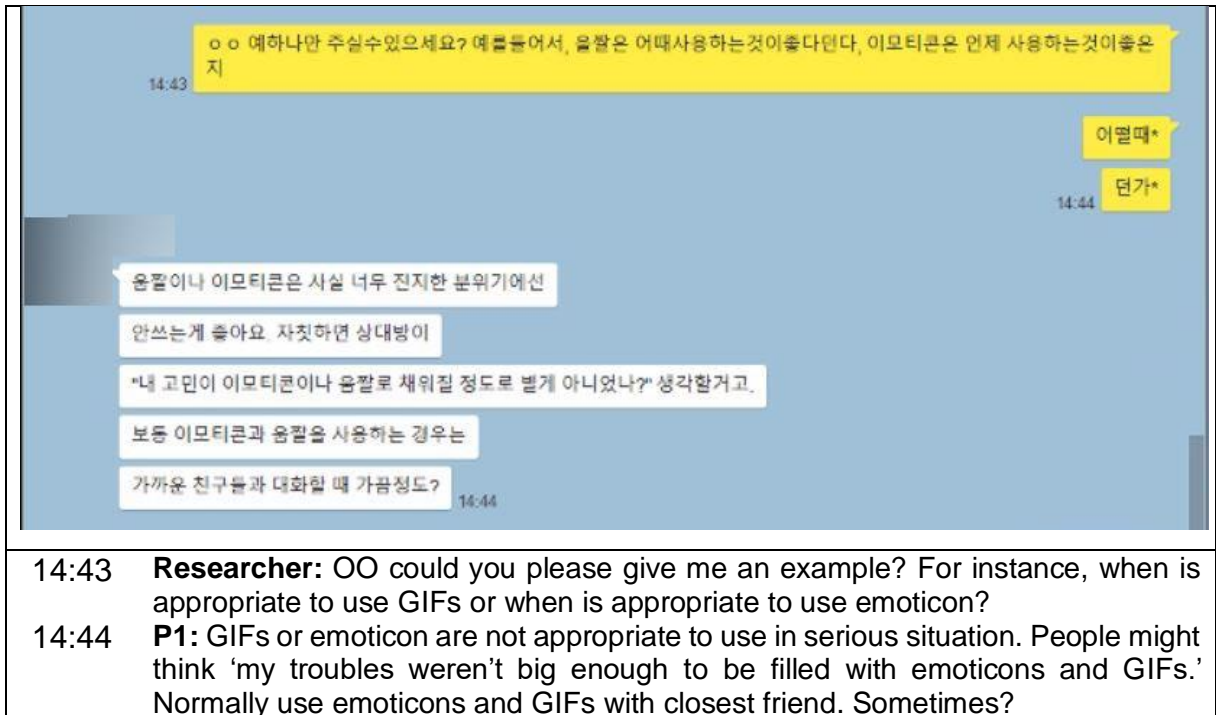 ㅇㅇ 예하나만 주실수있으세요? 예를들어서, 움짤은 어때사용하는것이좋다던다, 이모티콘은 언제 사용하는것이좋은
지
14:43
어떨때*
던가*
14:44
움짤이나 이모티콘은 사실 너무 진지한 분위기에선
안쓰는게 좋아요. 자칫하면 상대방이
"내 고민이 이모티콘이나 움짤로 채워질 정도로 별게 아니었나?" 생각할거고.
보통 이모티콘과 움짤을 사용하는 경우는
가까운 친구들과 대화할 때 가끔정도?
14:44
14:43 Researcher: OO could you please give me an example? For instance, when is
appropriate to use GIFs or when is appropriate to use emoticon?
14:44 P1: GIFs or emoticon are not appropriate to use in serious situation. People might
think ‘my troubles weren’t big enough to be filled with emoticons and GIFs.’
Normally use emoticons and GIFs with closest friend. Sometimes?